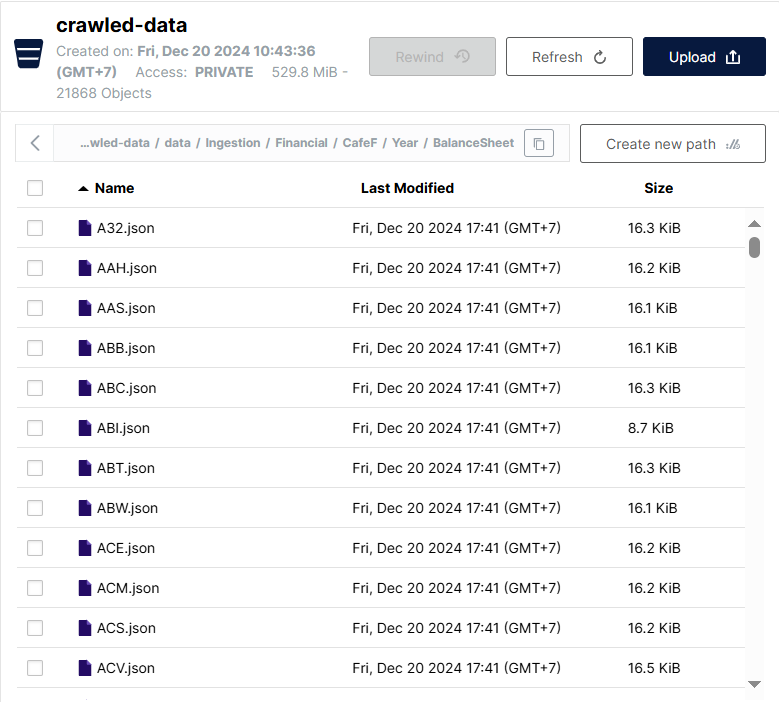 crawled-data
Created on: Fri, Dec 20 2024 10:43:36
(GMT+7) Access: PRIVATE 529.8 MiB -
21868 Objects
Rewind
Refresh
Upload
…wled-data / data / Ingestion / Financial / CafeF / Year / BalanceSheet
Create new path
Name Last Modified Size
A32.json Fri, Dec 20 2024 17:41 (GMT+7) 16.3 KiB
AAH.json Fri, Dec 20 2024 17:41 (GMT+7) 16.2 KiB
AAS.json Fri, Dec 20 2024 17:41 (GMT+7) 16.1 KiB
ABB.json Fri, Dec 20 2024 17:41 (GMT+7) 16.1 KiB
ABC.json Fri, Dec 20 2024 17:41 (GMT+7) 16.3 KiB
ABI.json Fri, Dec 20 2024 17:41 (GMT+7) 8.7 KiB
ABT.json Fri, Dec 20 2024 17:41 (GMT+7) 16.3 KiB
ABW.json Fri, Dec 20 2024 17:41 (GMT+7) 16.1 KiB
ACE.json Fri, Dec 20 2024 17:41 (GMT+7) 16.2 KiB
ACM.json Fri, Dec 20 2024 17:41 (GMT+7) 16.2 KiB
ACS.json Fri, Dec 20 2024 17:41 (GMT+7) 16.2 KiB
ACV.json Fri, Dec 20 2024 17:41 (GMT+7) 16.5 KiB